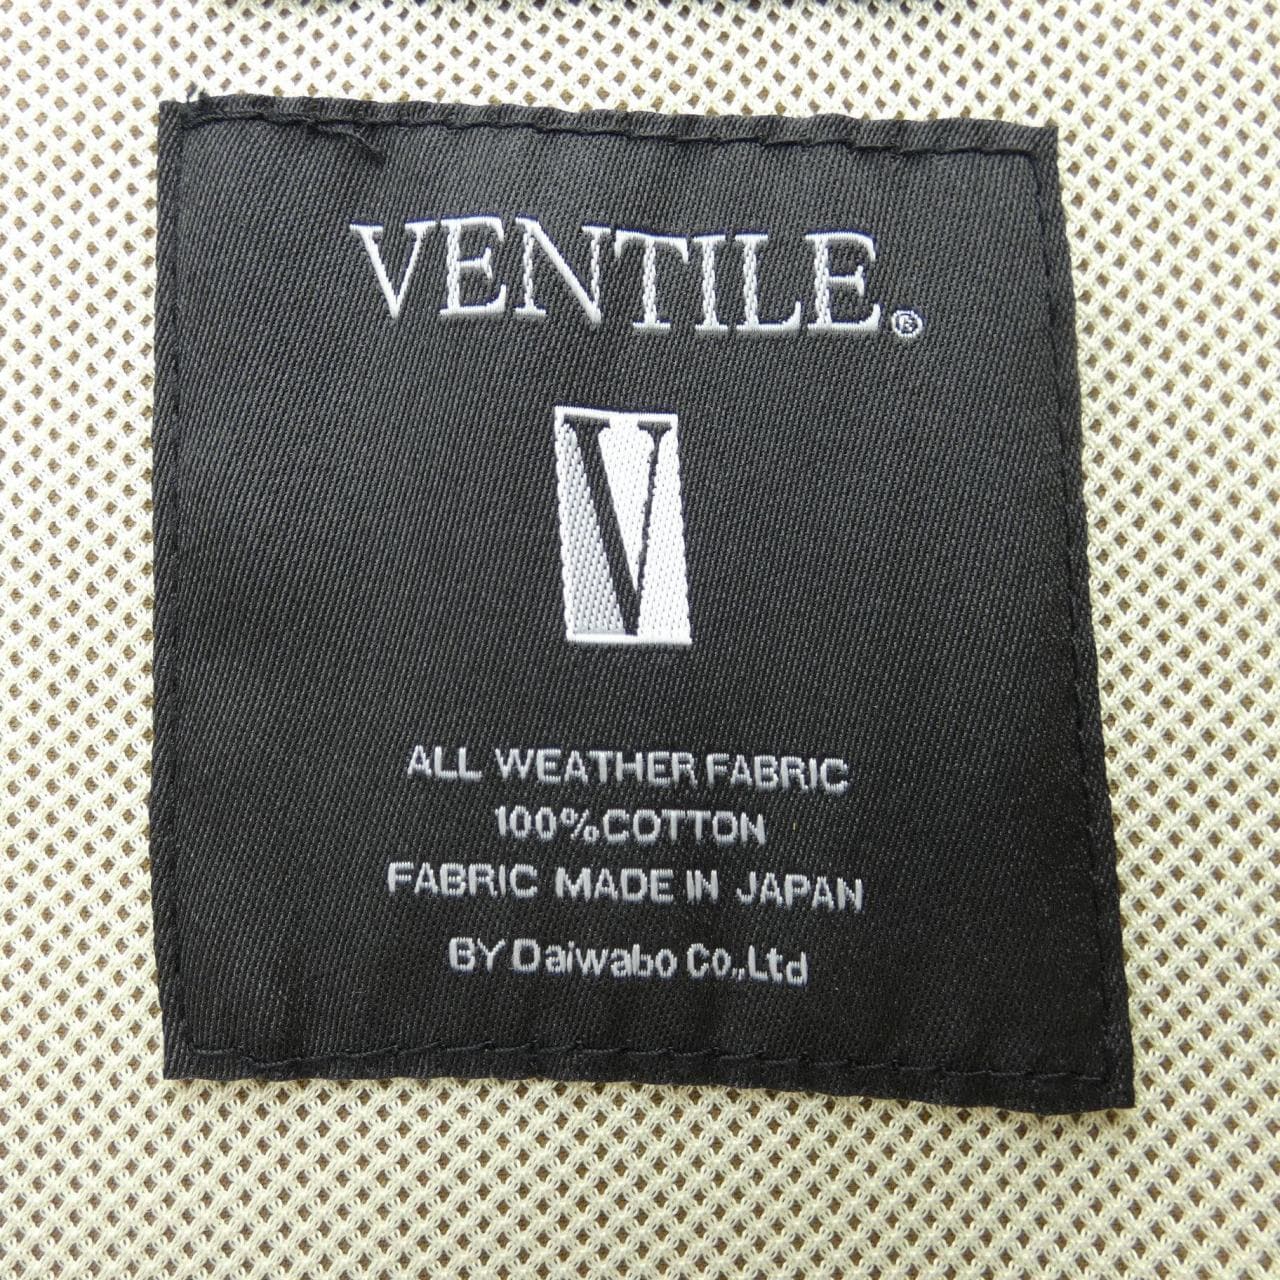 VENTILE®
V
ALL WEATHER FABRIC
100%COTTON
FABRIC MADE IN JAPAN
BY Daiwabo Co.,Ltd